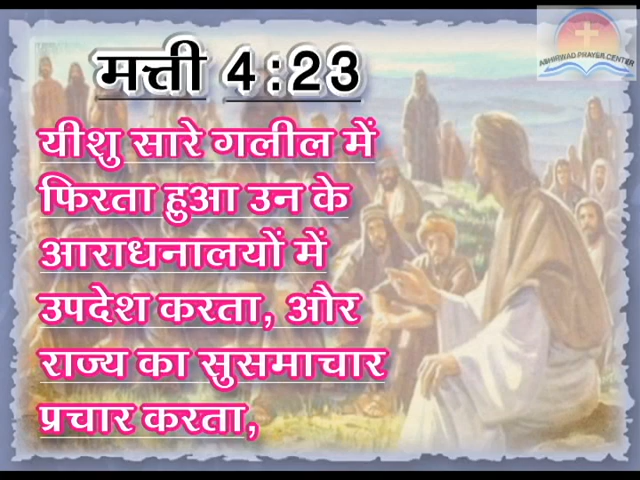 ASHIRWAD PRAYER CENTER
मत्ती 4:23
यीशु सारे गलील में
फिरता हुआ उन के
आराधनालयों में
उपदेश करता, और
राज्य का सुसमाचार
प्रचार करता,